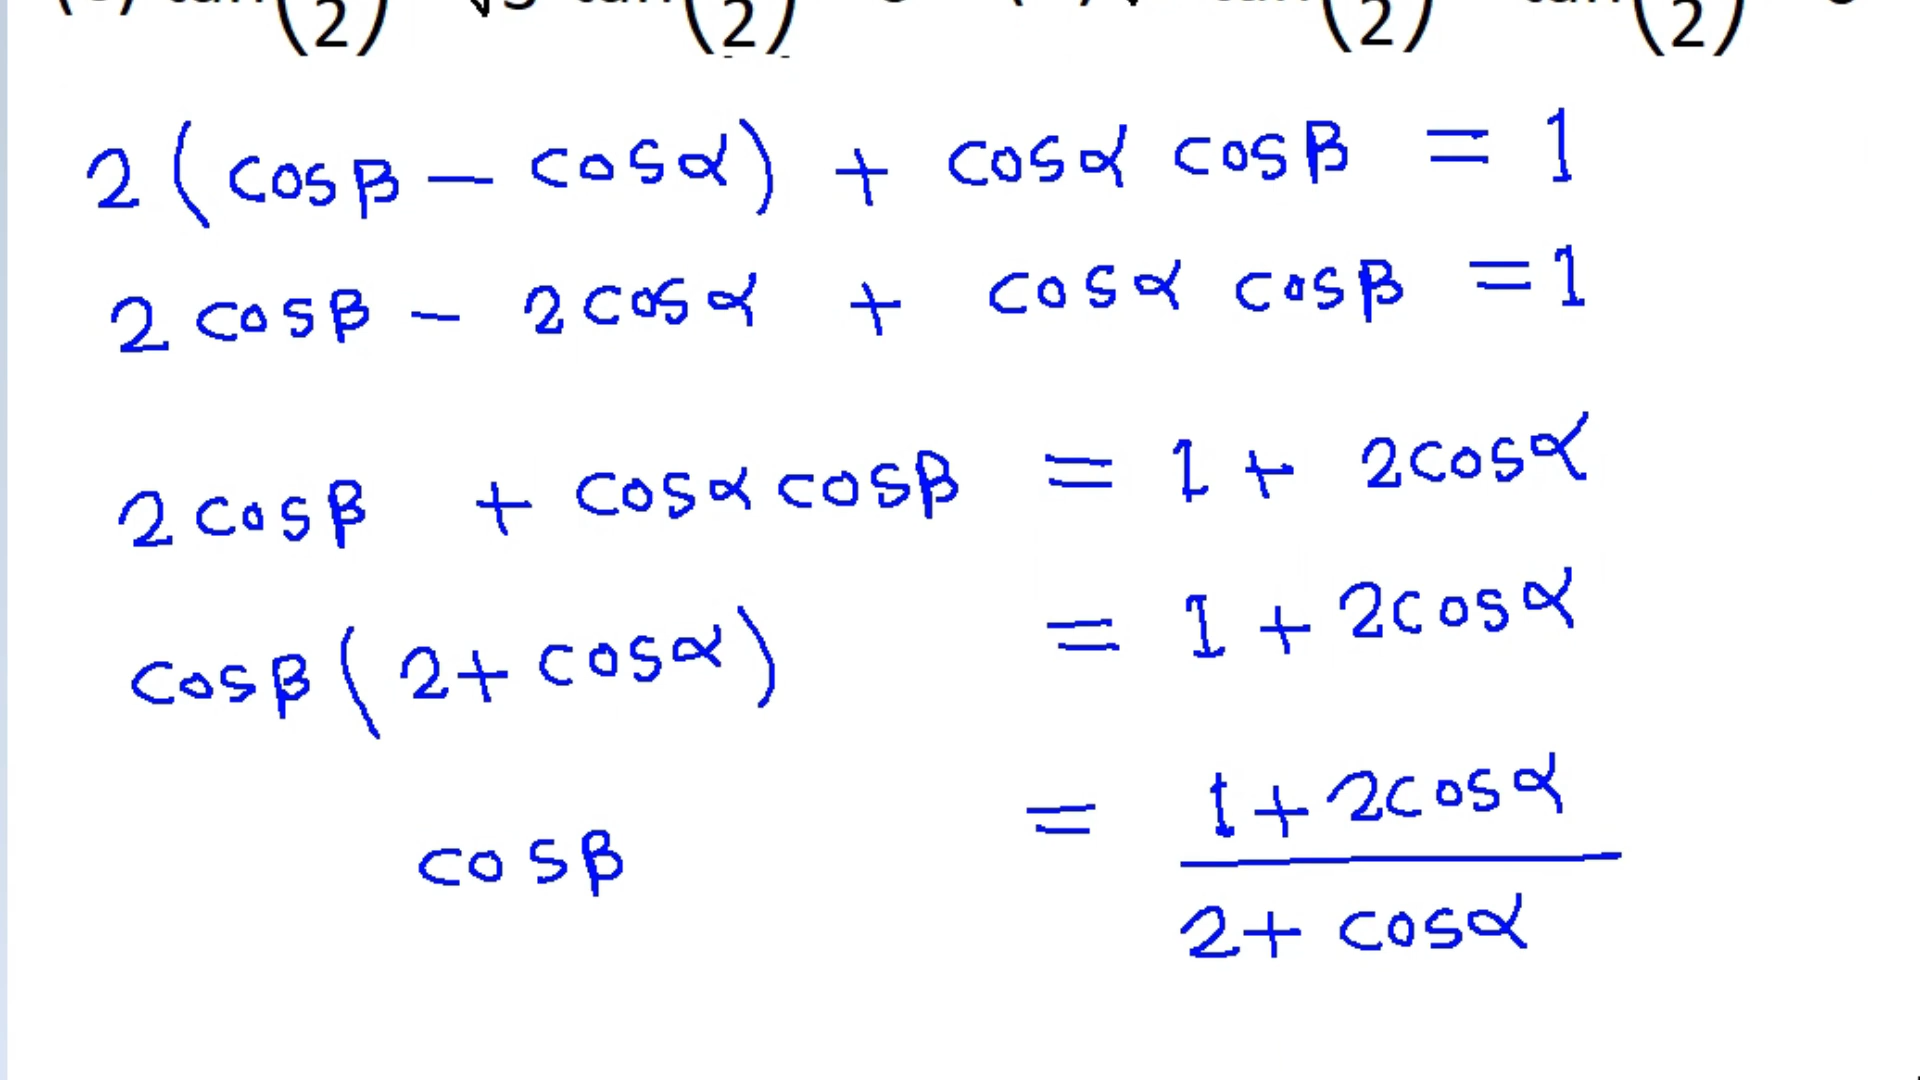 2(cosβ – cosα) + cosα cosβ = 1
2cosβ – 2cosα + cosα cosβ = 1
2cosβ + cosα cosβ = 1 + 2cosα
cosβ(2 + cosα) = 1 + 2cosα
cosβ = (1 + 2cosα)/(2 + cosα)